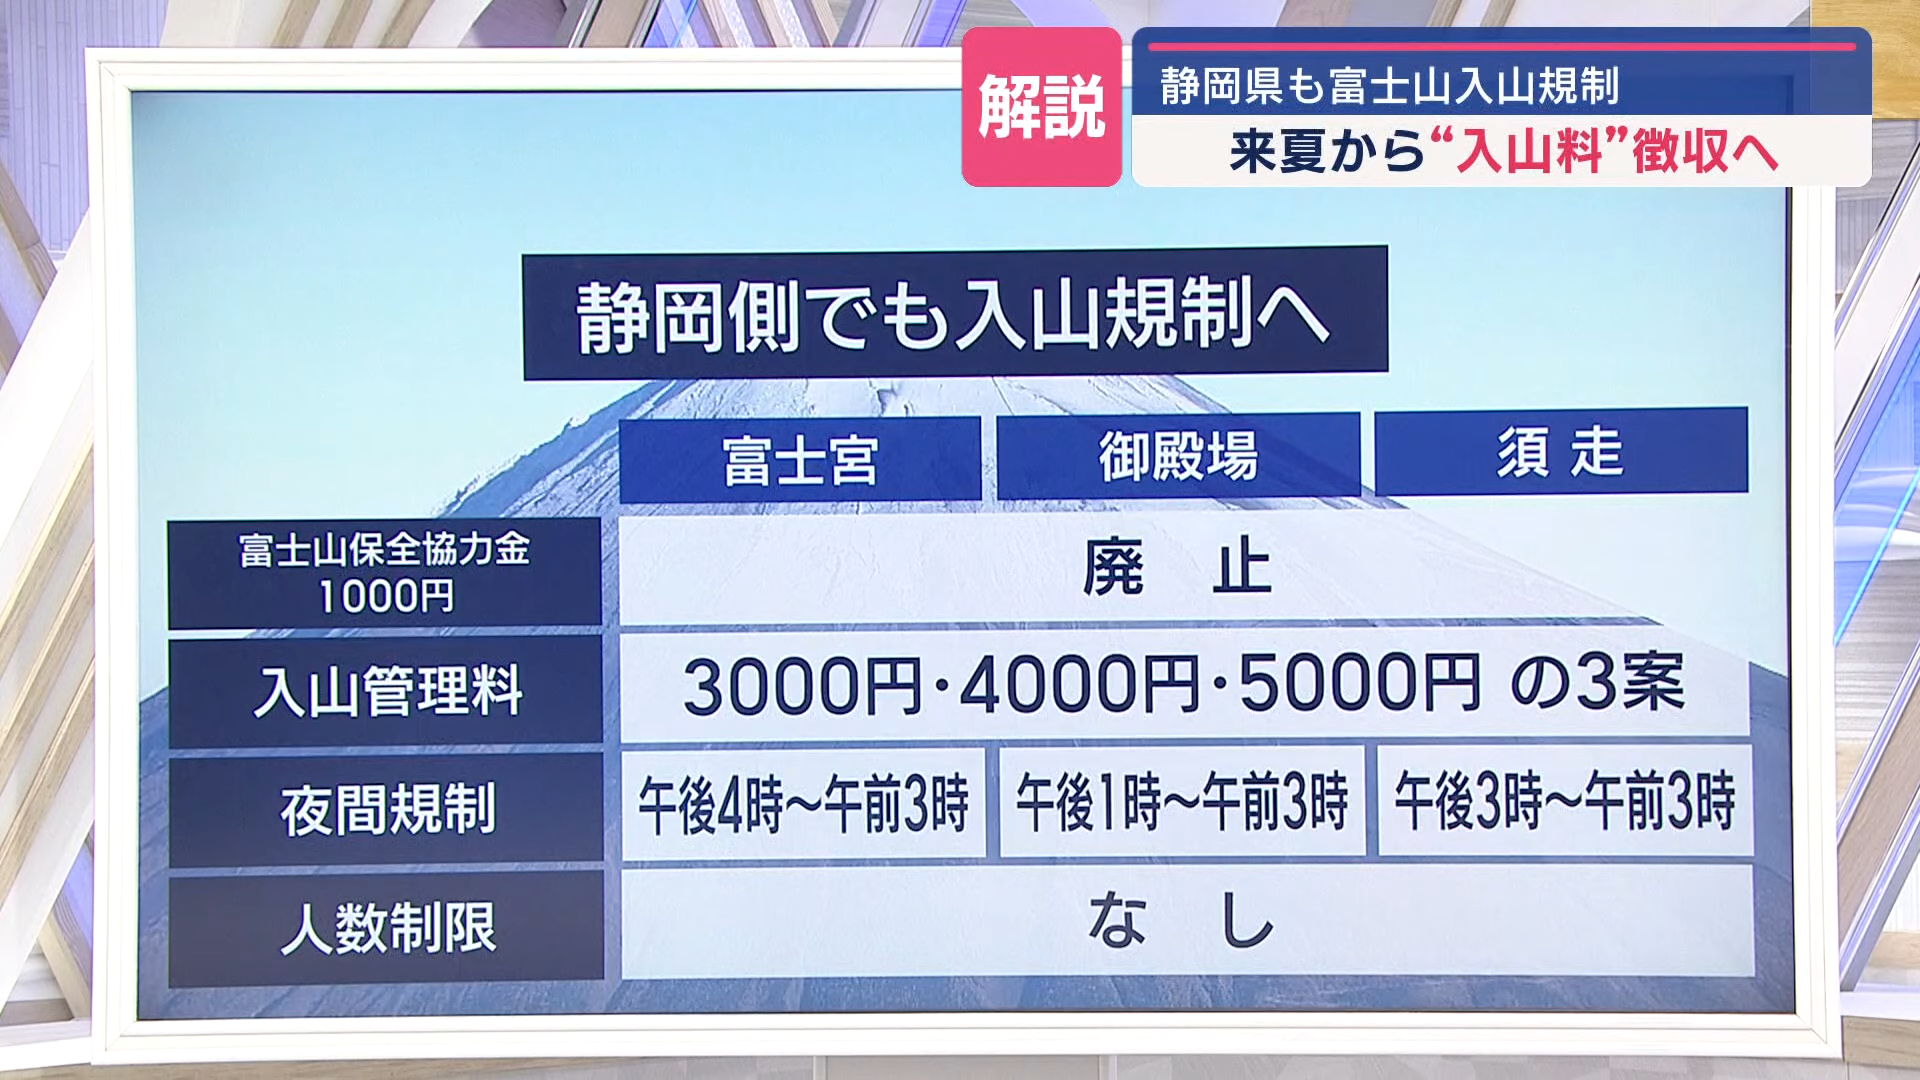 解説
静岡県も富士山入山規制
来夏から“入山料”徴収へ
静岡側でも入山規制へ
富士宮 御殿場 須走
富士山保全協力金
1000円
廃止
入山管理料 3000円・4000円・5000円 の3案
夜間規制 午後4時～午前3時 午後1時～午前3時 午後3時～午前3時
人数制限 なし